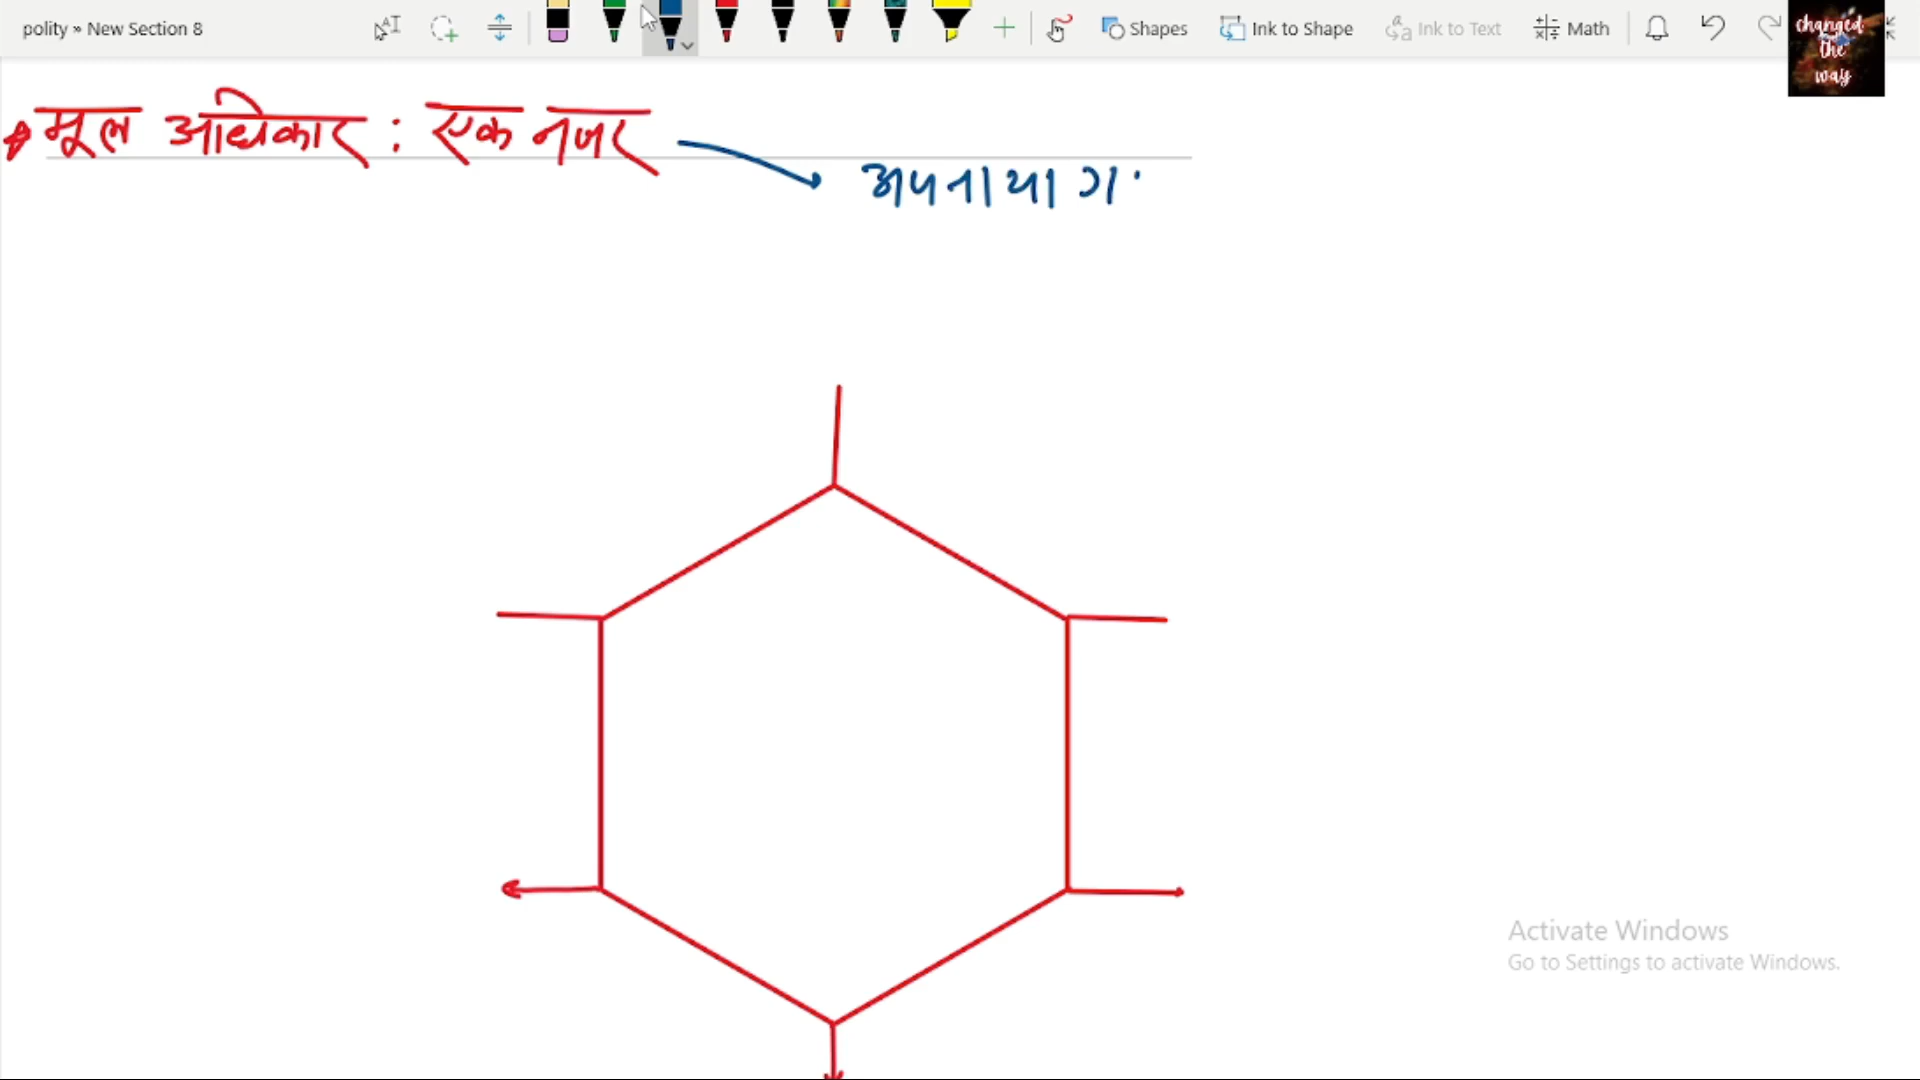 polity » New Section 8
Shapes
Ink to Shape
Ink to Text
Math
changed
the
way
मूल अधिकार : एक नजर
अपनाया ग
Activate Windows
Go to Settings to activate Windows.